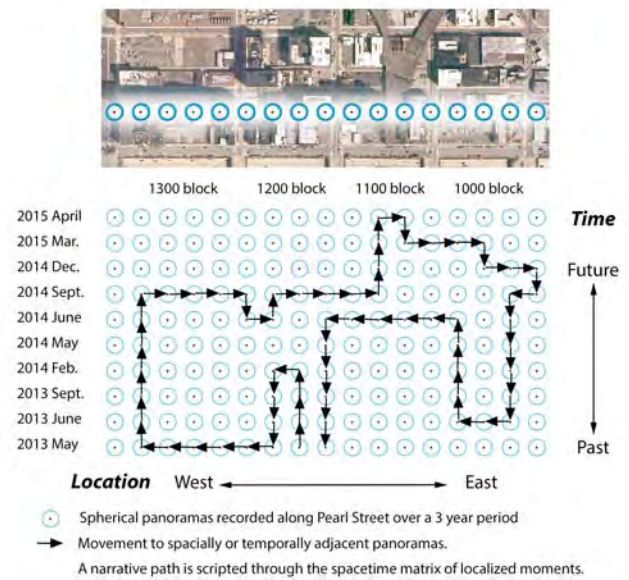 1300 block 1200 block 1100 block 1000 block
2015 April
Time
2015 Mar.
2014 Dec.
Future
2014 Sept.
2014 June
2014 May
2014 Feb.
2013 Sept.
2013 June
2013 May
Past
Location West East
Spherical panoramas recorded along Pearl Street over a 3 year period
Movement to spacially or temporally adjacent panoramas.
A narrative path is scripted through the spacetime matrix of localized moments.